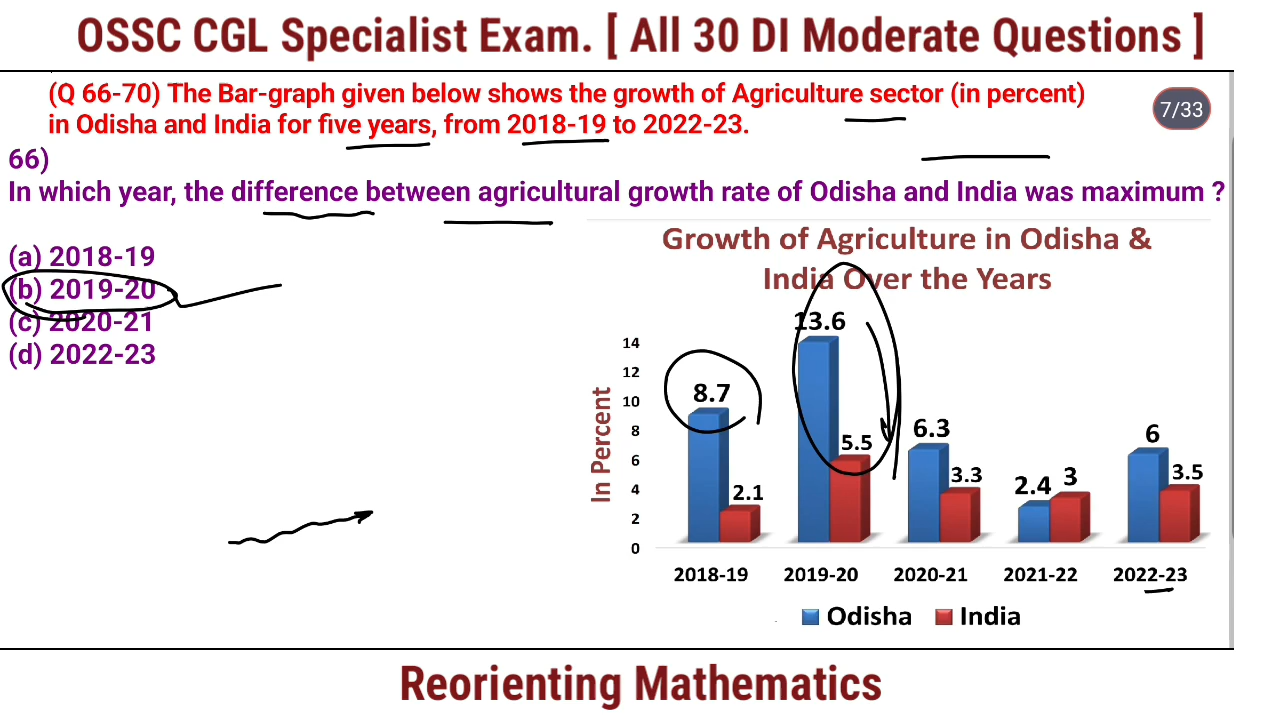 OSSC CGL Specialist Exam. [ All 30 DI Moderate Questions ]
(Q 66-70) The Bar-graph given below shows the growth of Agriculture sector (in percent)
in Odisha and India for five years, from 2018-19 to 2022-23.
7/33
66)
In which year, the difference between agricultural growth rate of Odisha and India was maximum ?
(a) 2018-19
(b) 2019-20
(c) 2020-21
(d) 2022-23
Growth of Agriculture in Odisha &
India Over the Years
In Percent
14
12
10
8
6
4
2
0
8.7
2.1
13.6
5.5
6.3
3.3
2.4
3
6
3.5
2018-19 2019-20 2020-21 2021-22 2022-23
Odisha India
Reorienting Mathematics